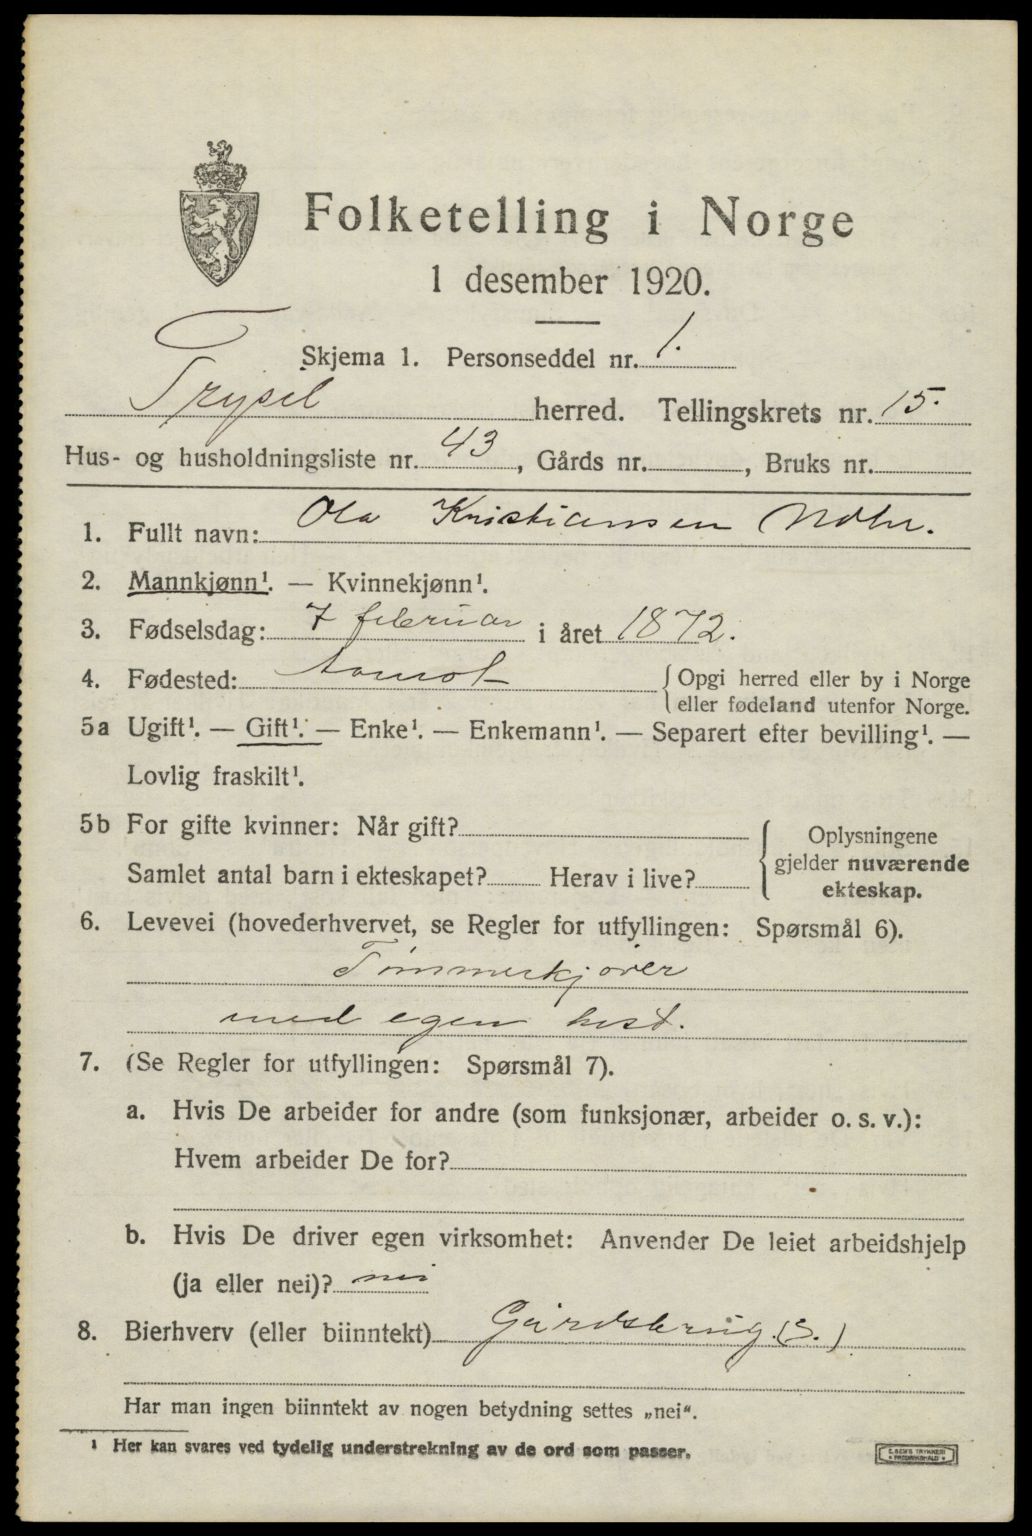 Folketelling i Norge
1 desember 1920.
Skjema 1. Personseddel nr. 1.
Trysil herred. Tellingskrets nr. 15.
Hus- og husholdningsliste nr. 43, Gårds nr. , Bruks nr.
1. Fullt navn: Ola Kristiansen
2. Mannkjønn¹. — Kvinnekjønn¹.
3. Fødselsdag: 7 februar i året 1872.
4. Fødested: Aamot { Opgi herred eller by i Norge
eller fødeland utenfor Norge.
5a Ugift¹. — Gift¹. — Enke¹. — Enkemann¹. — Separert efter bevilling¹. —
Lovlig fraskilt¹.
5b For gifte kvinner: Når gift?
Samlet antal barn i ekteskapet? Herav i live?
Oplysningene
gjelder nuværende
ekteskap.
6. Levevei (hovederhvervet, se Regler for utfyllingen: Spørsmål 6).
Tømmerkjører
med egen hest.
7. (Se Regler for utfyllingen: Spørsmål 7).
a. Hvis De arbeider for andre (som funksjonær, arbeider o. s. v.):
Hvem arbeider De for?
b. Hvis De driver egen virksomhet: Anvender De leiet arbeidshjelp
(ja eller nei)? nei
8. Bierhverv (eller biinntekt) Gårdsbrug. (S.)
Har man ingen biinntekt av nogen betydning settes „nei".
¹ Her kan svares ved tydelig understrekning av de ord som passer.